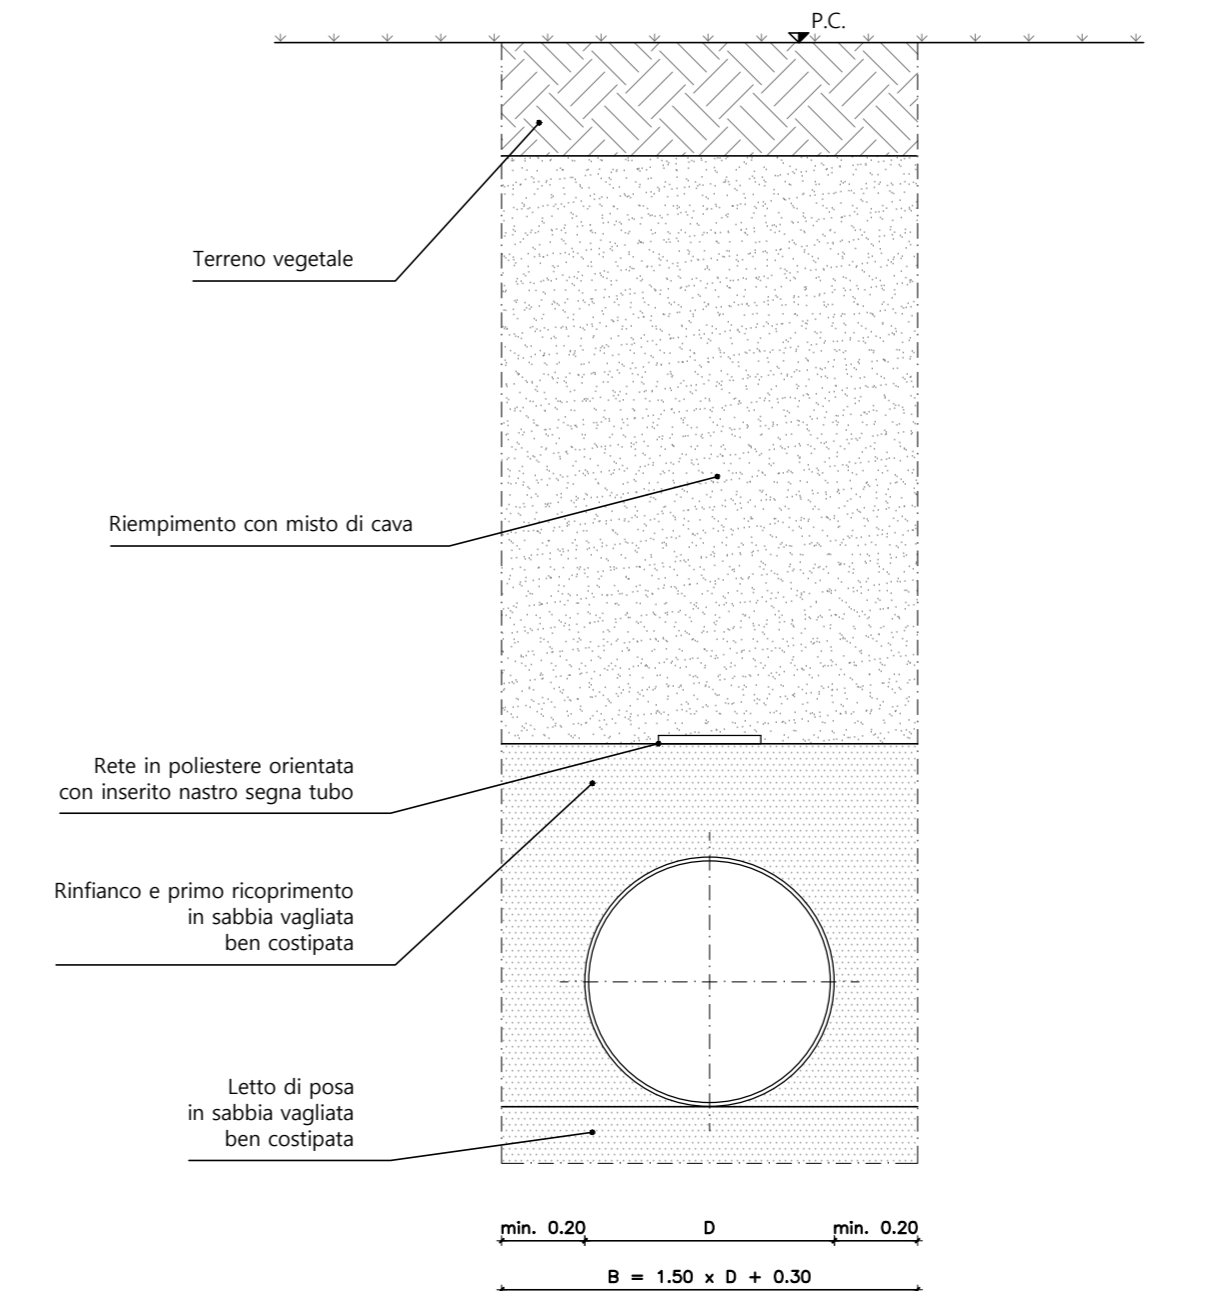 P.C.
Terreno vegetale
Riempimento con misto di cava
Rete in poliestere orientata
con inserito nastro segna tubo
Rinfianco e primo ricoprimento
in sabbia vagliata
ben costipata
Letto di posa
in sabbia vagliata
ben costipata
min. 0.20 D min. 0.20
B = 1.50 x D + 0.30